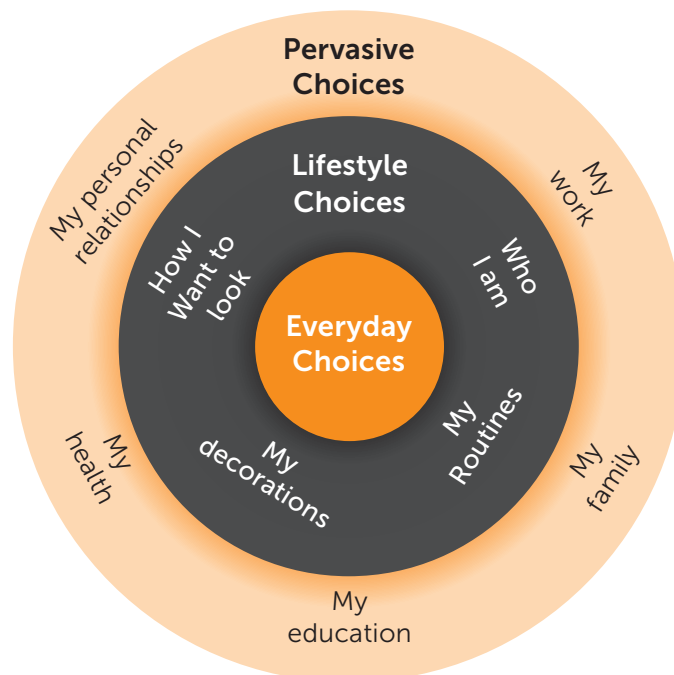 Pervasive
Choices
My personal
relationships
My
work
Lifestyle
Choices
How I
Want to
look
Who
I am
Everyday
Choices
My
decorations
My
Routines
My
health
My
family
My
education